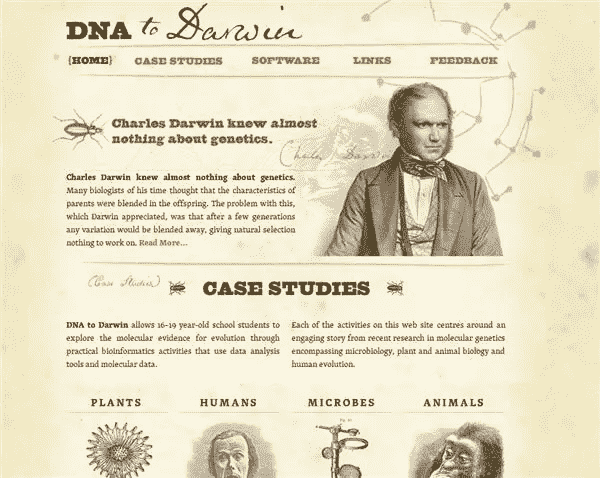 DNA to Darwin
{HOME} CASE STUDIES SOFTWARE LINKS FEEDBACK
Charles Darwin knew almost
nothing about genetics.
Charles Darwin
Charles Darwin knew almost nothing about genetics.
Many biologists of his time thought that the characteristics of
parents were blended in the offspring. The problem with this,
which Darwin appreciated, was that after a few generations
any variation would be blended away, giving natural selection
nothing to work on. Read More...
(Case Studies)
CASE STUDIES
DNA to Darwin allows 16-19 year-old school students to
explore the molecular evidence for evolution through
practical bioinformatics activities that use data analysis
tools and molecular data.
Each of the activities on this web site centres around an
engaging story from recent research in molecular genetics
encompassing microbiology, plant and animal biology and
human evolution.
PLANTS HUMANS MICROBES ANIMALS